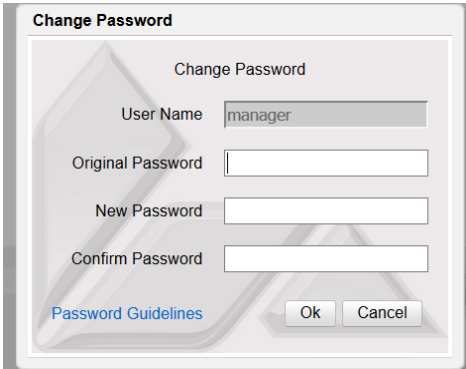 Change Password
Change Password
User Name manager
Original Password
New Password
Confirm Password
Password Guidelines Ok Cancel